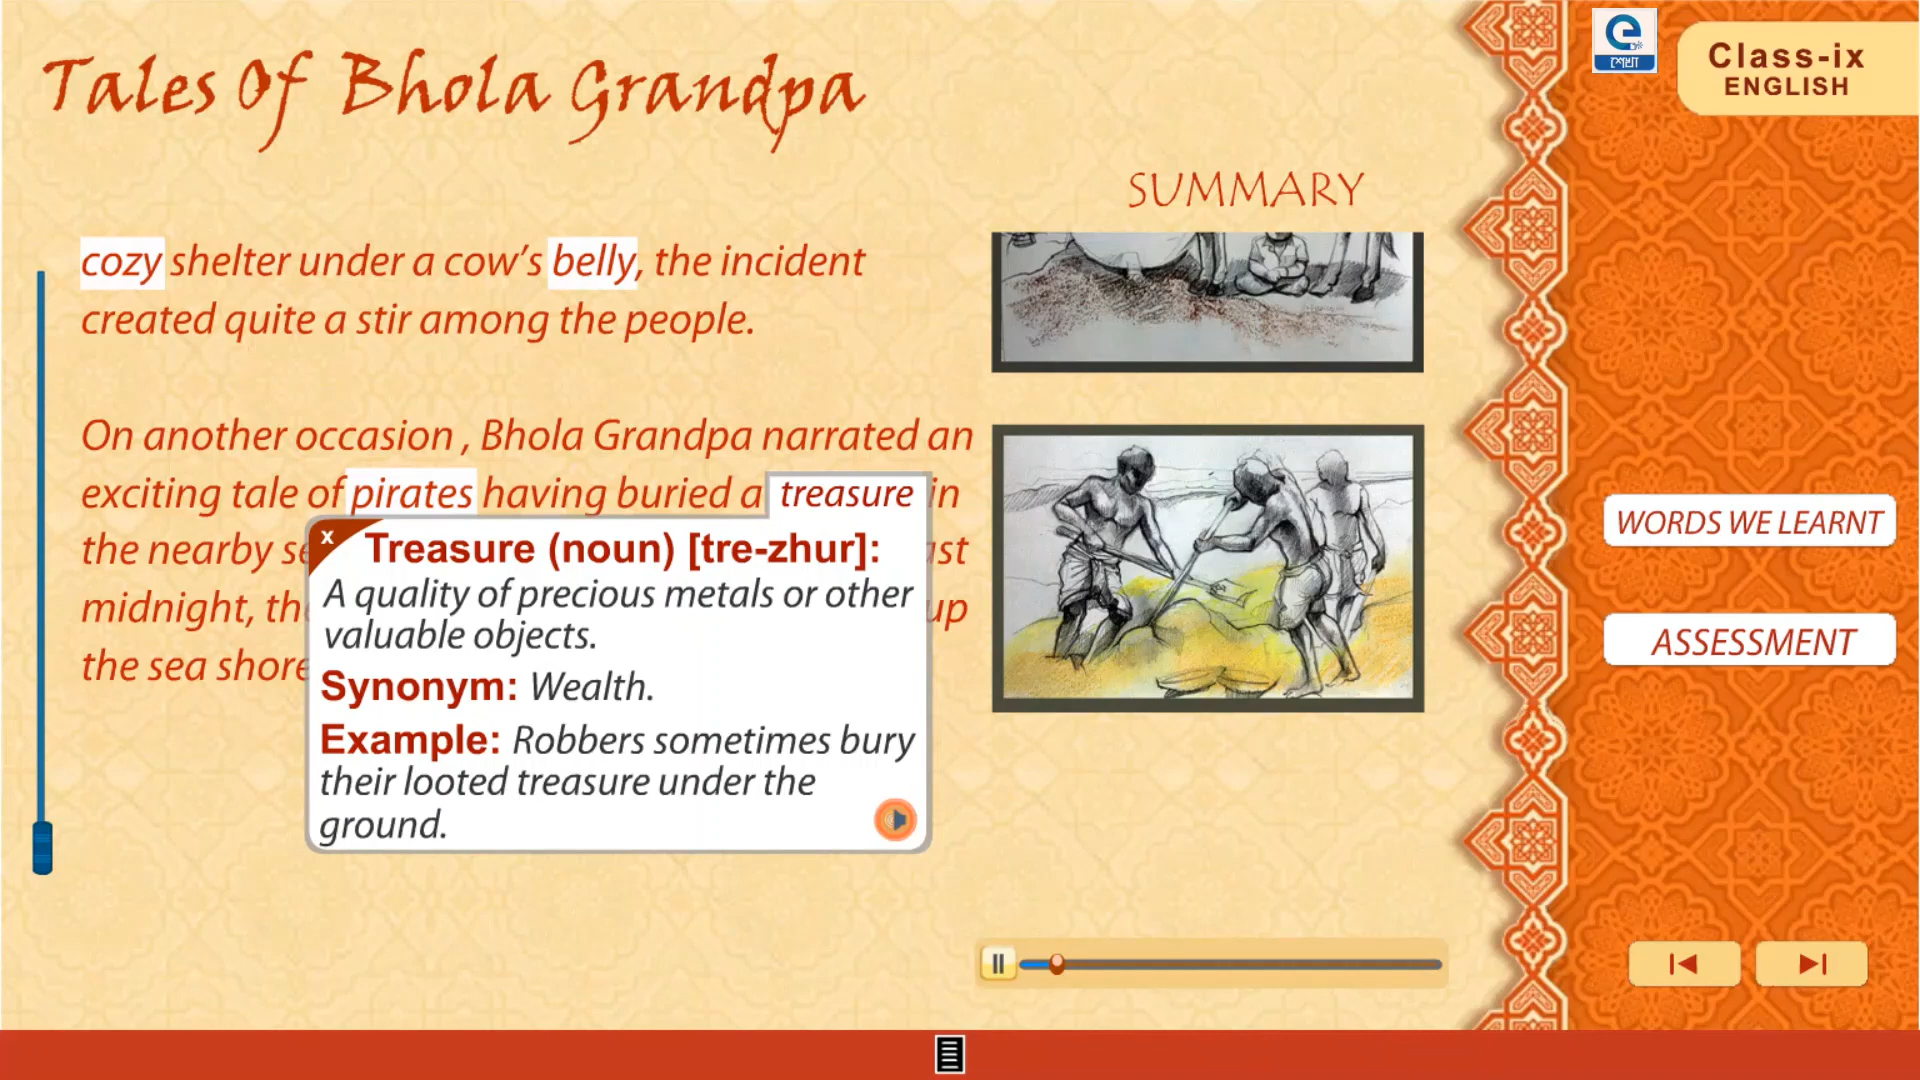 Tales Of Bhola Grandpa
Class-ix
ENGLISH
শেখা
SUMMARY
cozy shelter under a cow’s belly, the incident
created quite a stir among the people.
On another occasion , Bhola Grandpa narrated an
exciting tale of pirates having buried a treasure in
the nearby
midnight,
up
the sea shore
x
Treasure (noun) [tre-zhur]:
A quality of precious metals or other
valuable objects.
Synonym: Wealth.
Example: Robbers sometimes bury
their looted treasure under the
ground.
WORDS WE LEARNT
ASSESSMENT